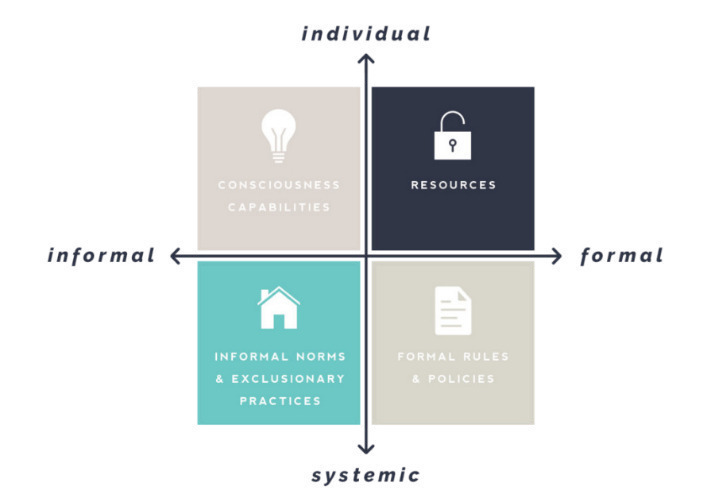 individual
CONSCIOUSNESS
CAPABILITIES
RESOURCES
informal
formal
INFORMAL NORMS
& EXCLUSIONARY
PRACTICES
FORMAL RULES
& POLICIES
systemic